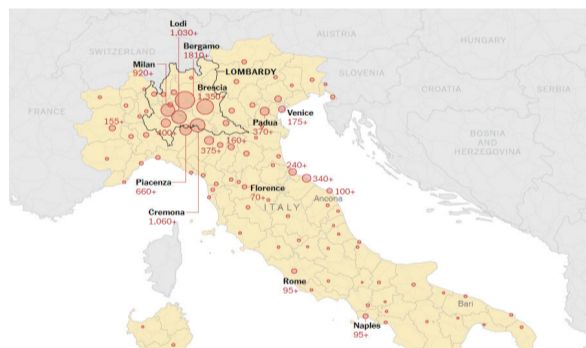 Lodi
1,030+
AUSTRIA
HUNGARY
SWITZERLAND
Bergamo
1810+
Milan
920+
LOMBARDY
SLOVENIA
Brescia
1,350+
CROATIA
SERBIA
FRANCE
Venice
175+
155+
400+
Padua
370+
160+
375+
BOSNIA
AND
HERZEGOVINA
240+
340+
Piacenza
660+
Florence
70+
100+
Ancona
Cremona
1,060+
ITALY
Rome
95+
Bari
Naples
95+